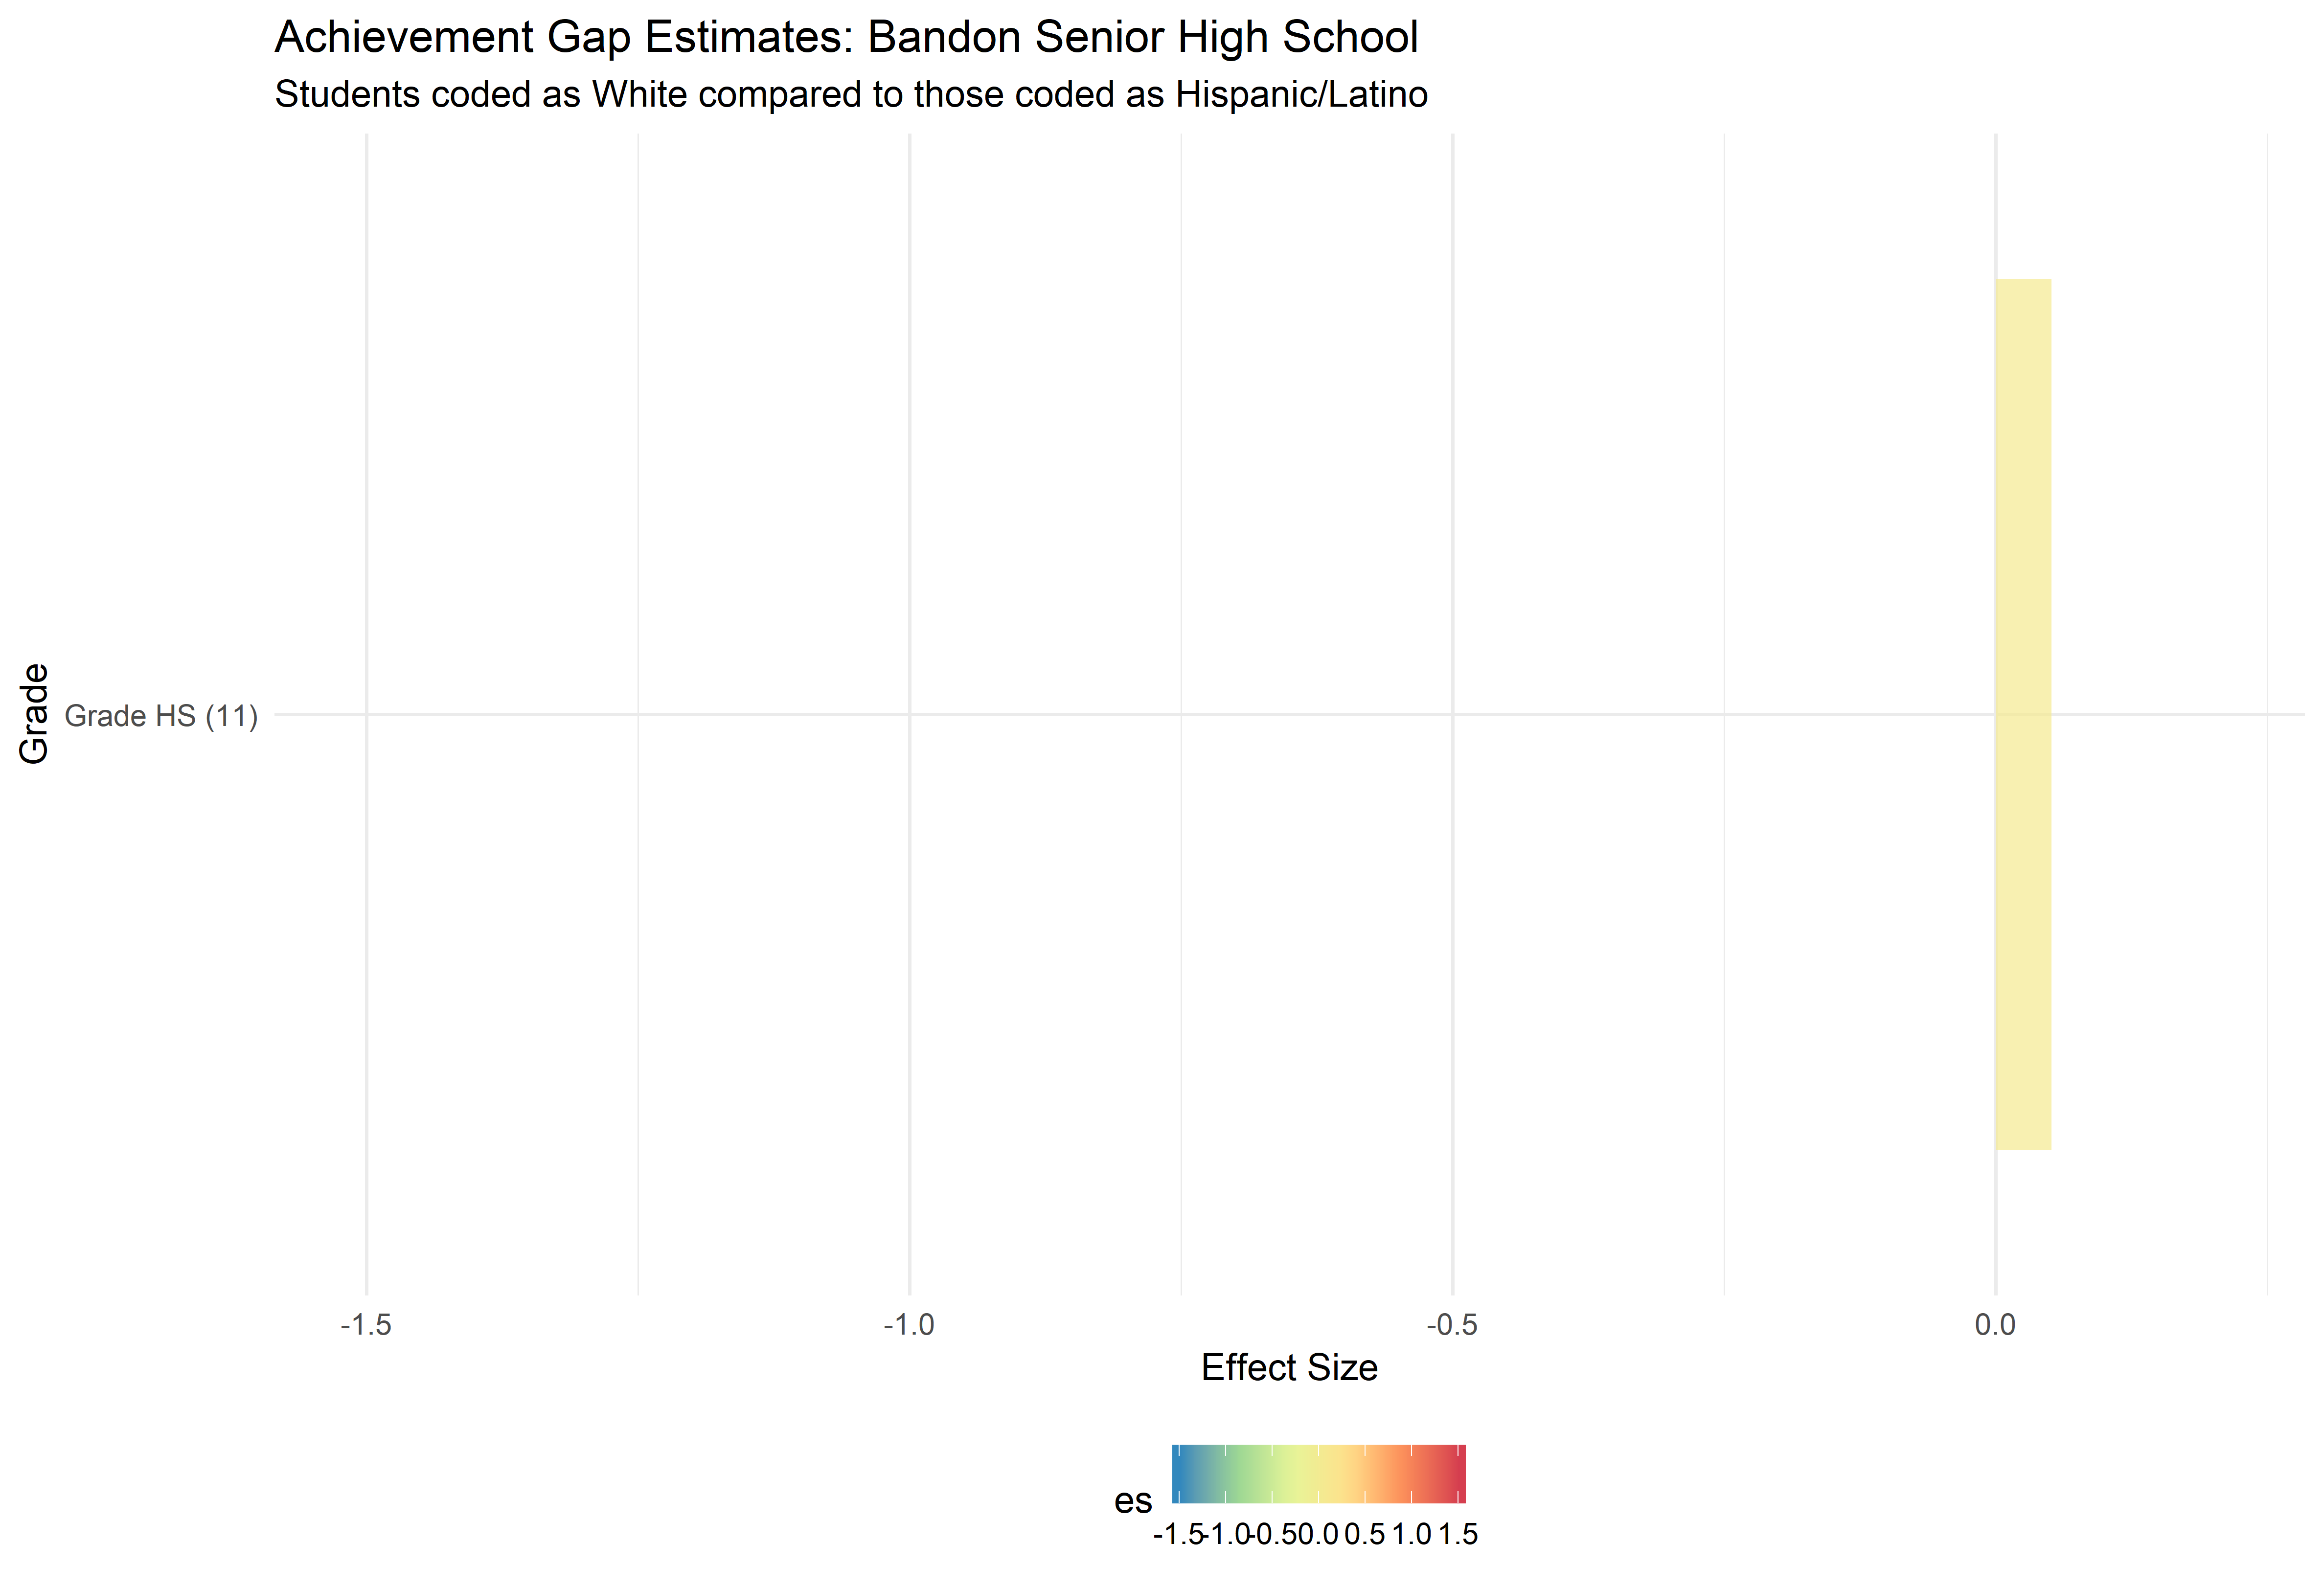 Achievement Gap Estimates: Bandon Senior High School
Students coded as White compared to those coded as Hispanic/Latino
Grade
Grade HS (11)
-1.5 -1.0 -0.5 0.0
Effect Size
es
-1.5 -1.0 -0.5 0.0 0.5 1.0 1.5